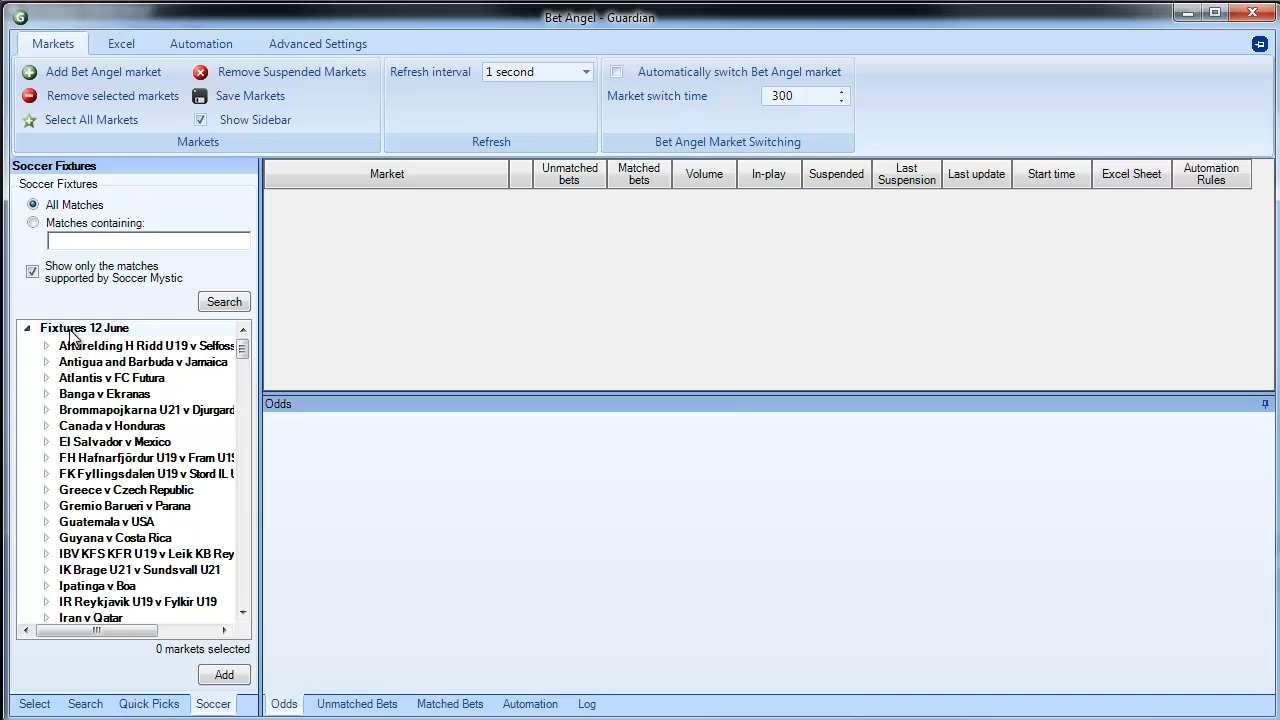 G
Bet Angel - Guardian
Markets Excel Automation Advanced Settings
Add Bet Angel market Remove Suspended Markets Refresh interval 1 second Automatically switch Bet Angel market
Remove selected markets Save Markets Market switch time 300
Select All Markets Show Sidebar
Markets Refresh Bet Angel Market Switching
Soccer Fixtures
Soccer Fixtures
All Matches
Matches containing:
Show only the matches
supported by Soccer Mystic
Search
Fixtures 12 June
H Ridd U19 v Selfoss
Antigua and Barbuda v Jamaica
Atlantis v FC Futura
Banga v Ekranas
Brommapojkarna U21 v Djurgard
Canada v Honduras
El Salvador v Mexico
FH Hafnarfjördur U19 v Fram U19
FK Fyllingsdalen U19 v Stord IL U
Greece v Czech Republic
Gremio Barueri v Parana
Guatemala v USA
Guyana v Costa Rica
IBV KFS KFR U19 v Leik KB Rey
IK Brage U21 v Sundsvall U21
Ipatinga v Boa
IR Reykjavik U19 v Fylkir U19
Iran v Qatar
0 markets selected
Add
Select Search Quick Picks Soccer
Market Unmatched bets Matched bets Volume In-play Suspended Last Suspension Last update Start time Excel Sheet Automation Rules
Odds
Odds Unmatched Bets Matched Bets Automation Log